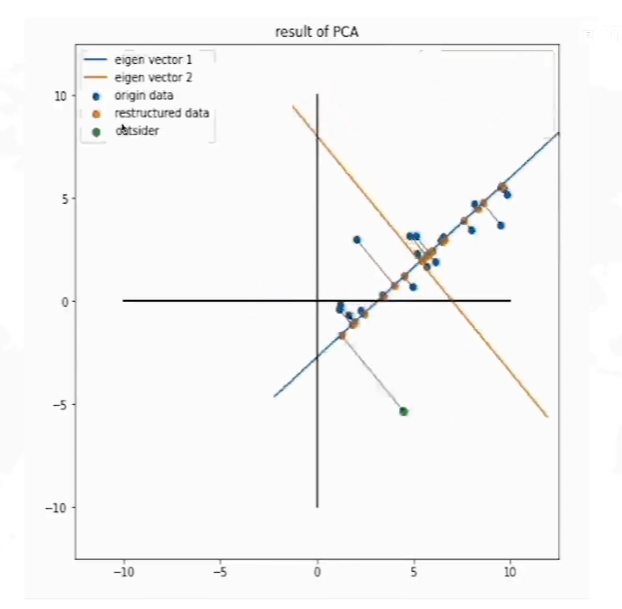 result of PCA
eigen vector 1
eigen vector 2
origin data
restructured data
outsider
10
5
0
−5
−10
−10
−5
0
5
10